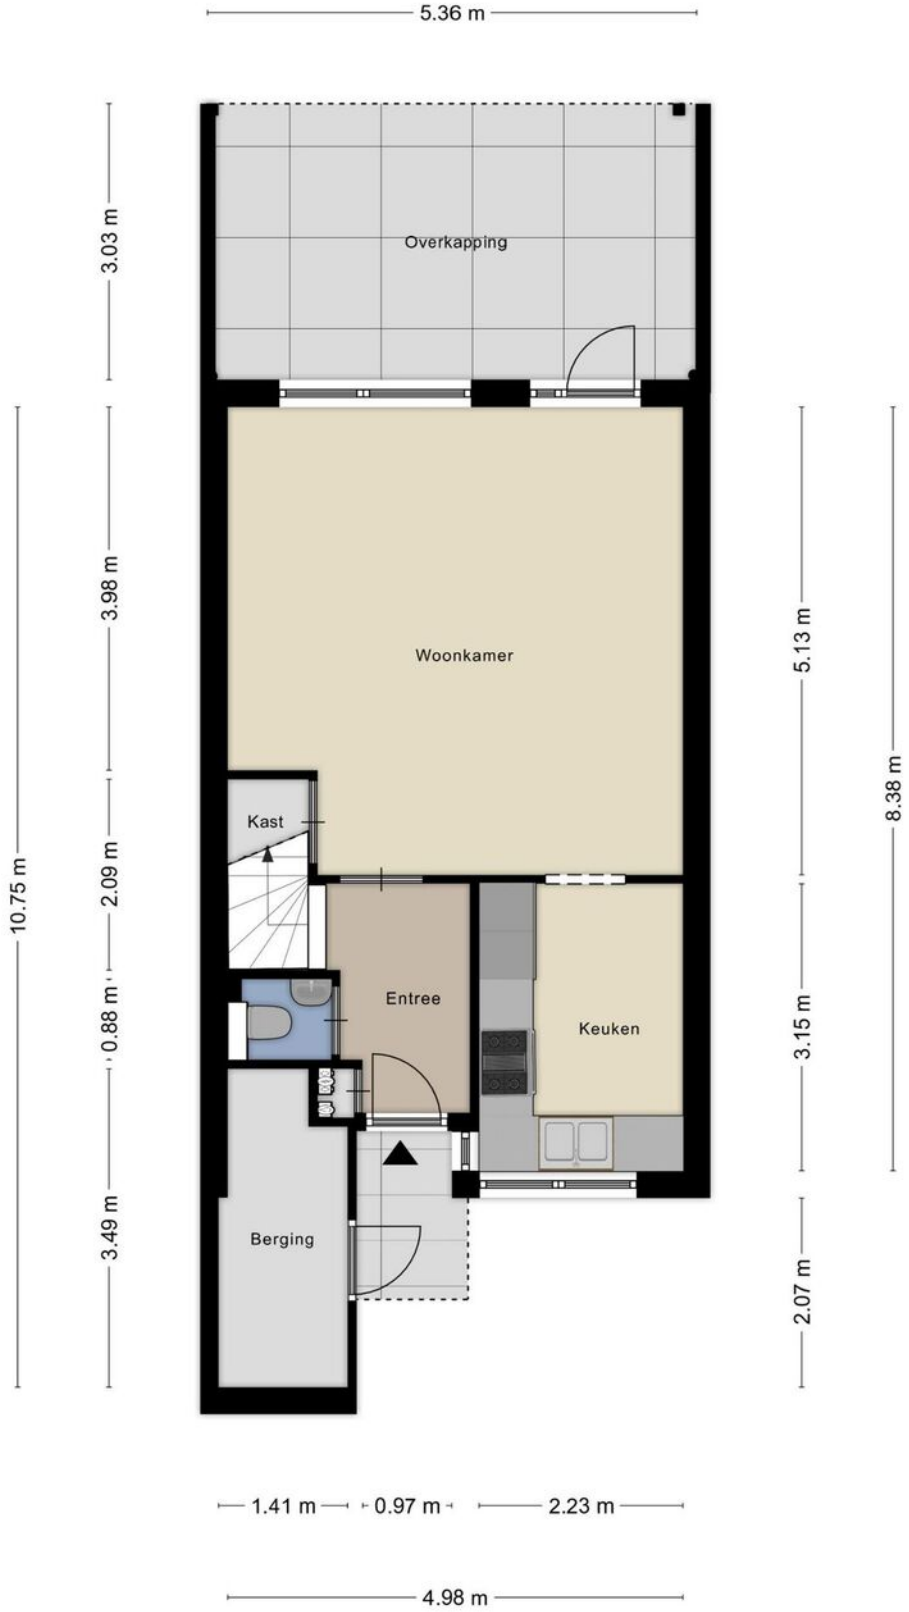 5.36 m
3.03 m
Overkapping
3.98 m
Woonkamer
5.13 m
8.38 m
10.75 m
Kast
2.09 m
Entree
0.88 m
Keuken
3.15 m
Berging
3.49 m
2.07 m
1.41 m
0.97 m
2.23 m
4.98 m